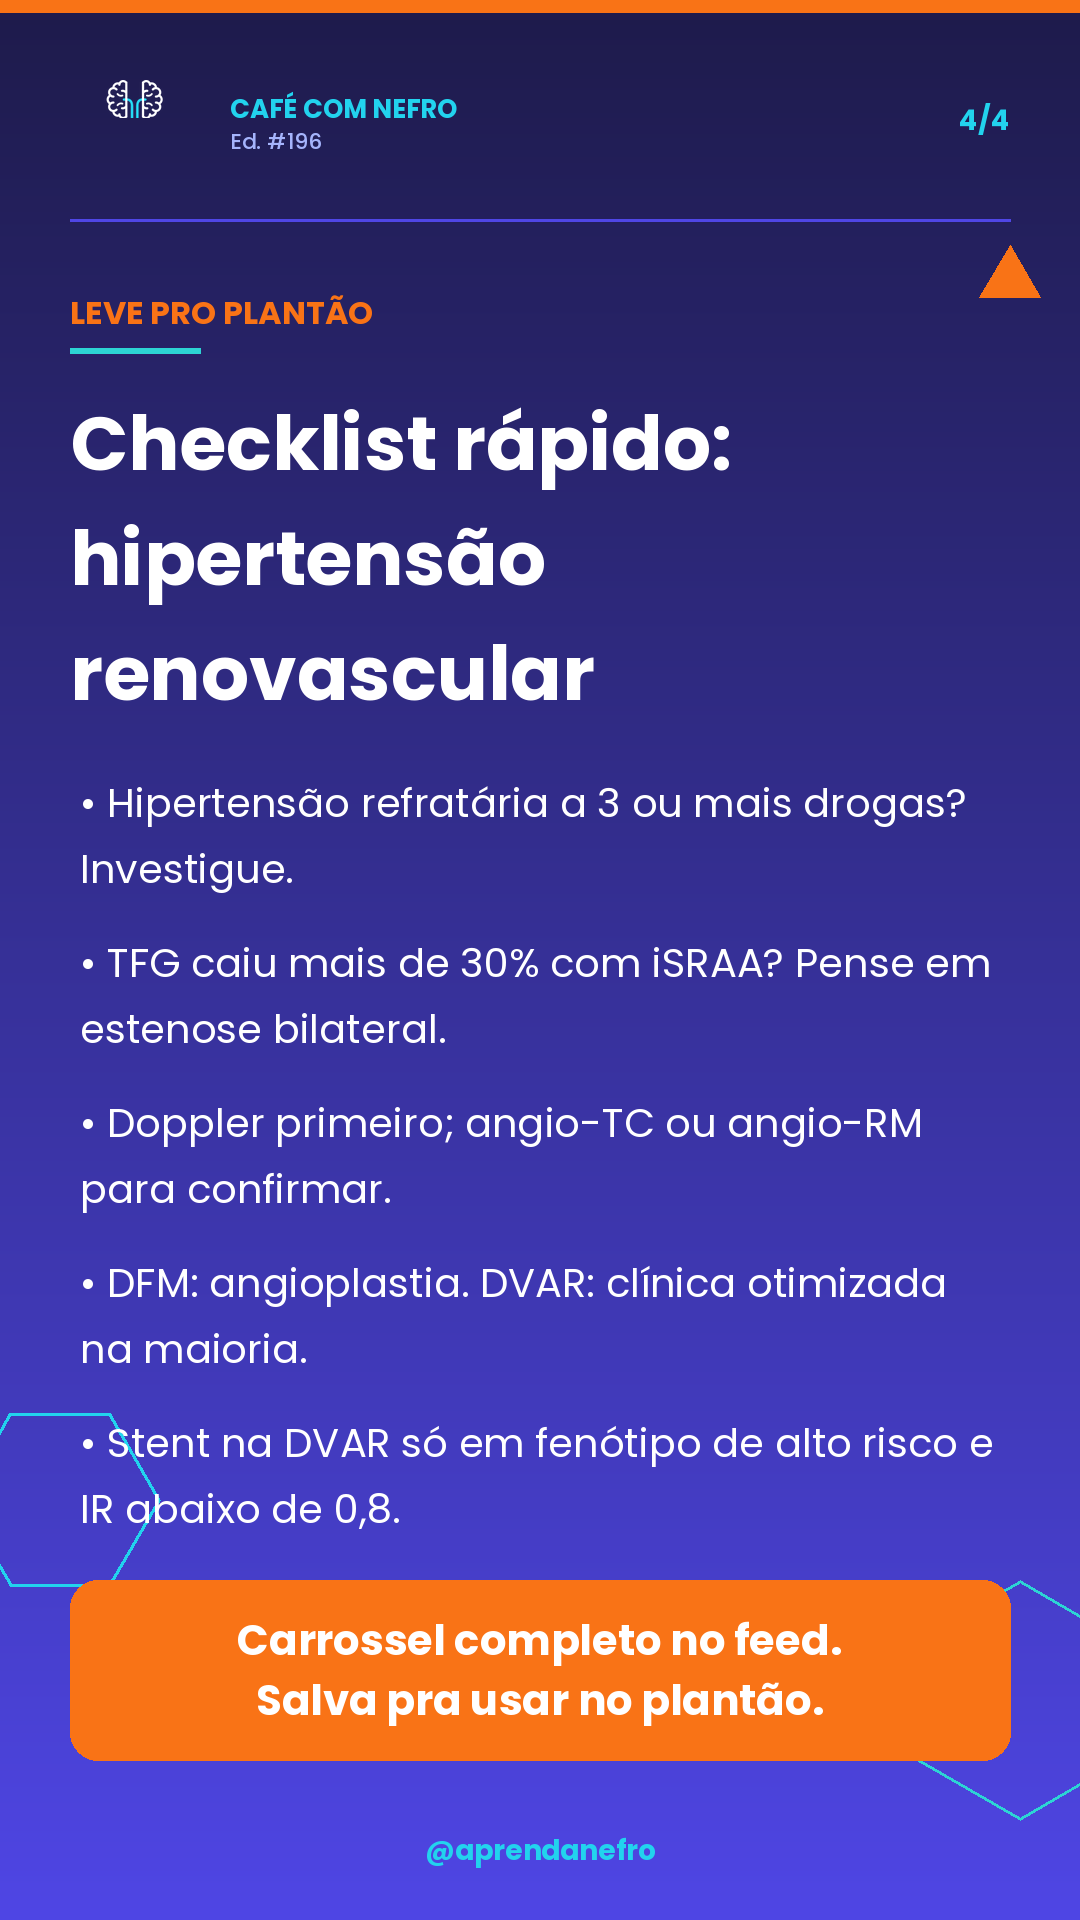 CAFÉ COM NEFRO
Ed. #196
4/4
LEVE PRO PLANTÃO
Checklist rápido:
hipertensão
renovascular
• Hipertensão refratária a 3 ou mais drogas?
Investigue.
• TFG caiu mais de 30% com iSRAA? Pense em
estenose bilateral.
• Doppler primeiro; angio-TC ou angio-RM
para confirmar.
• DFM: angioplastia. DVAR: clínica otimizada
na maioria.
• Stent na DVAR só em fenótipo de alto risco e
IR abaixo de 0,8.
Carrossel completo no feed.
Salva pra usar no plantão.
@aprendanefro